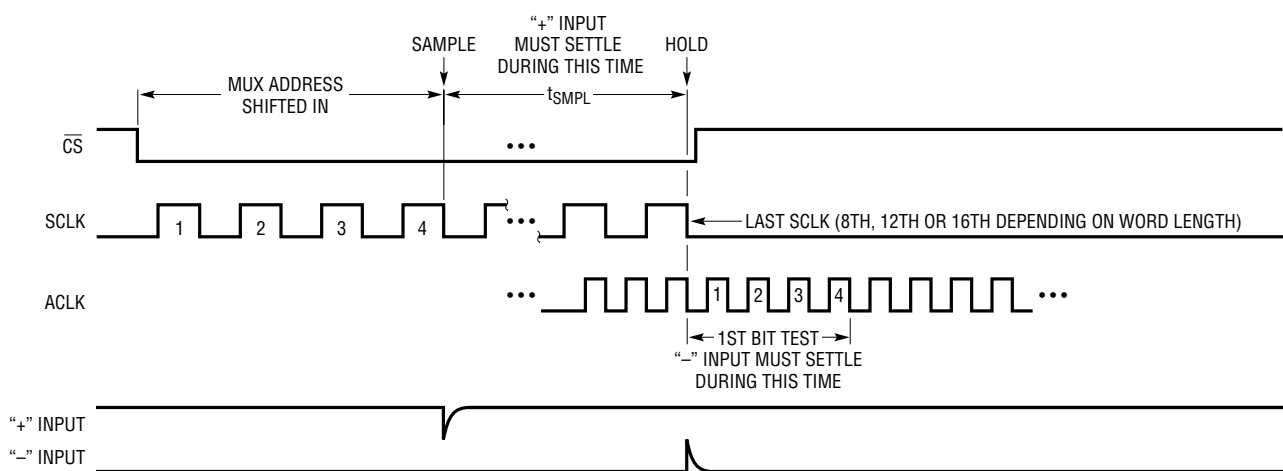 “+” INPUT
MUST SETTLE
DURING THIS TIME
SAMPLE
HOLD
MUX ADDRESS
SHIFTED IN
tSMPL
CS
•••
SCLK
1 2 3 4
•••
LAST SCLK (8TH, 12TH OR 16TH DEPENDING ON WORD LENGTH)
ACLK
•••
1 2 3 4
•••
1ST BIT TEST
“–” INPUT MUST SETTLE
DURING THIS TIME
“+” INPUT
“–” INPUT